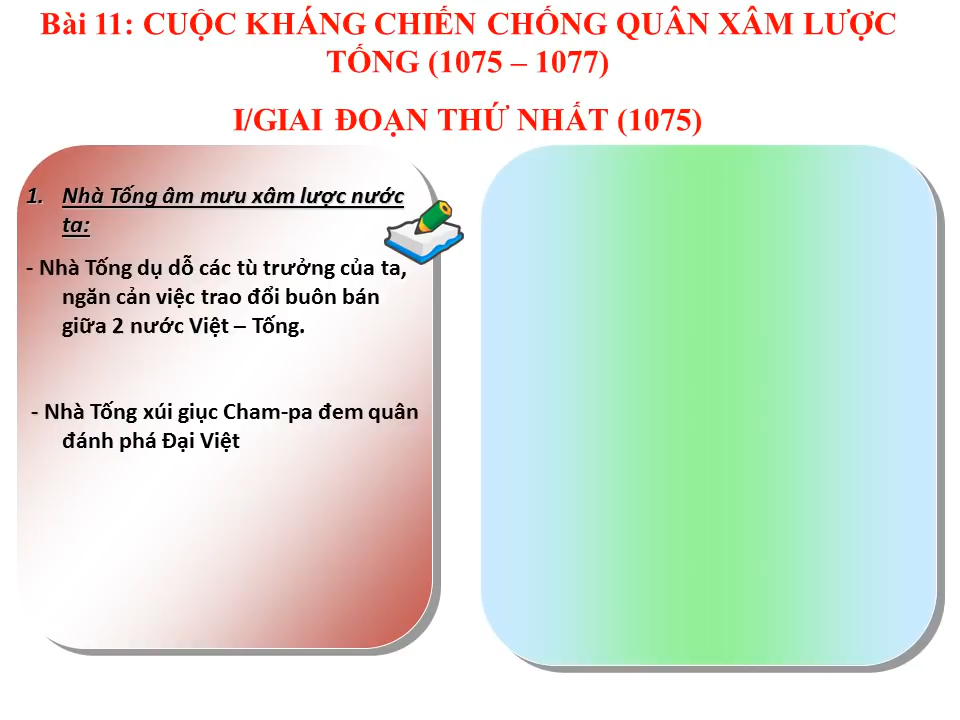 Bài 11: CUỘC KHÁNG CHIẾN CHỐNG QUÂN XÂM LƯỢC
TỐNG (1075 – 1077)
I/GIAI ĐOẠN THỨ NHẤT (1075)
1. Nhà Tống âm mưu xâm lược nước
ta:
- Nhà Tống dụ dỗ các tù trưởng của ta,
ngăn cản việc trao đổi buôn bán
giữa 2 nước Việt – Tống.
- Nhà Tống xúi giục Cham-pa đem quân
đánh phá Đại Việt